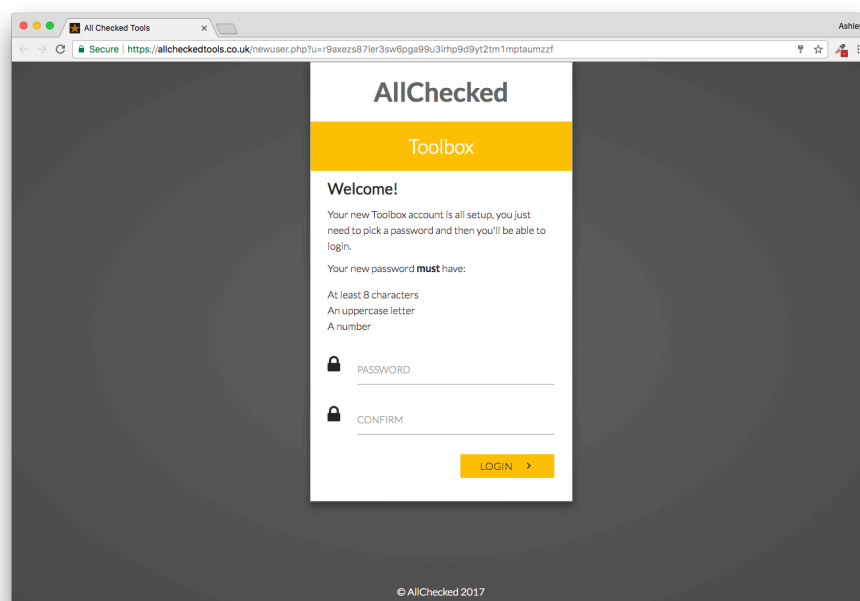 All Checked Tools
Ashley
Secure | https://allcheckedtools.co.uk/newuser.php?u=r9axezs87ler3sw6pga99u3lrhp9d9yt2tm1mptaumzzf
AllChecked
Toolbox
Welcome!
Your new Toolbox account is all setup, you just
need to pick a password and then you'll be able to
login.
Your new password must have:
At least 8 characters
An uppercase letter
A number
PASSWORD
CONFIRM
LOGIN
© AllChecked 2017